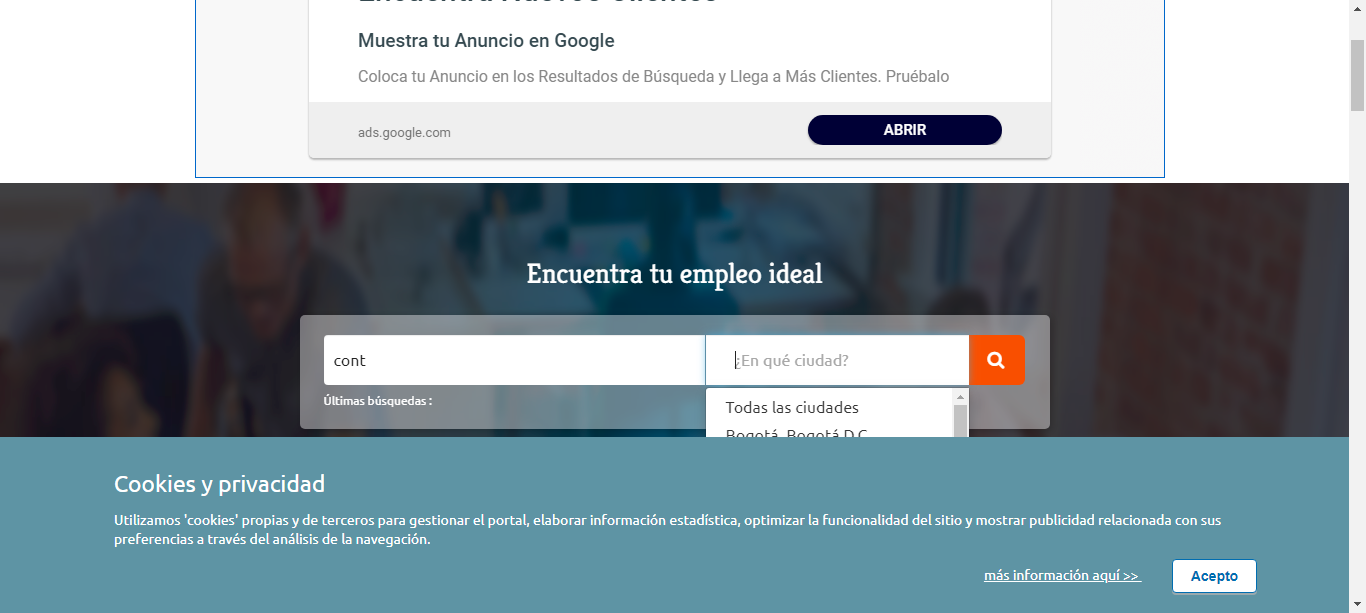 Encuentra Nuevos Clientes
Muestra tu Anuncio en Google
Coloca tu Anuncio en los Resultados de Búsqueda y Llega a Más Clientes. Pruébalo
ads.google.com
ABRIR
Encuentra tu empleo ideal
cont
¿En qué ciudad?
Últimas búsquedas :
Todas las ciudades
Bogotá, Bogotá D.C.
Cookies y privacidad
Utilizamos 'cookies' propias y de terceros para gestionar el portal, elaborar información estadística, optimizar la funcionalidad del sitio y mostrar publicidad relacionada con sus
preferencias a través del análisis de la navegación.
más información aquí >>
Acepto